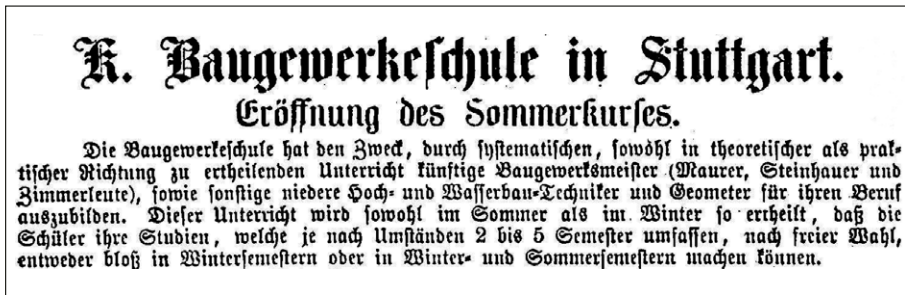 K. Baugewerkeschule in Stuttgart.
Eröffnung des Sommerkurses.
Die Baugewerkeschule hat den Zweck, durch systematischen, sowohl in theoretischer als prak-
tischer Richtung zu ertheilenden Unterricht künftige Baugewerksmeister (Maurer, Steinhauer und
Zimmerleute), sowie sonstige niedere Hoch- und Wasserbau-Techniker und Geometer für ihren Beruf
auszubilden. Dieser Unterricht wird sowohl im Sommer als im Winter so ertheilt, daß die
Schüler ihre Studien, welche je nach Umständen 2 bis 5 Semester umfassen, nach freier Wahl,
entweder bloß in Wintersemestern oder in Winter- und Sommersemestern machen können.